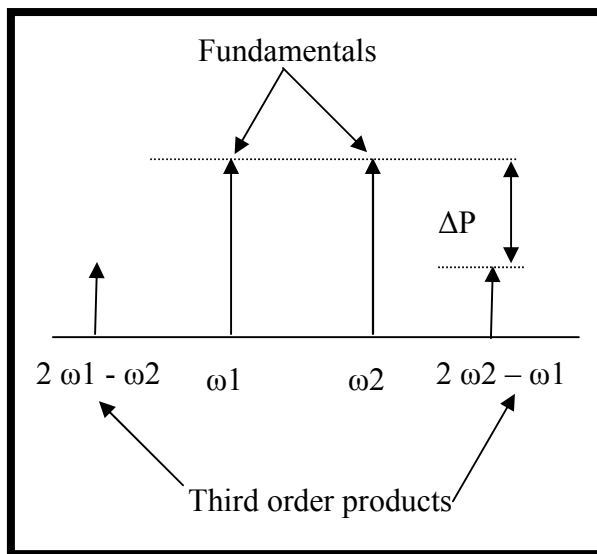 Fundamentals
ΔP
2 ω1 - ω2 ω1 ω2 2 ω2 – ω1
Third order products